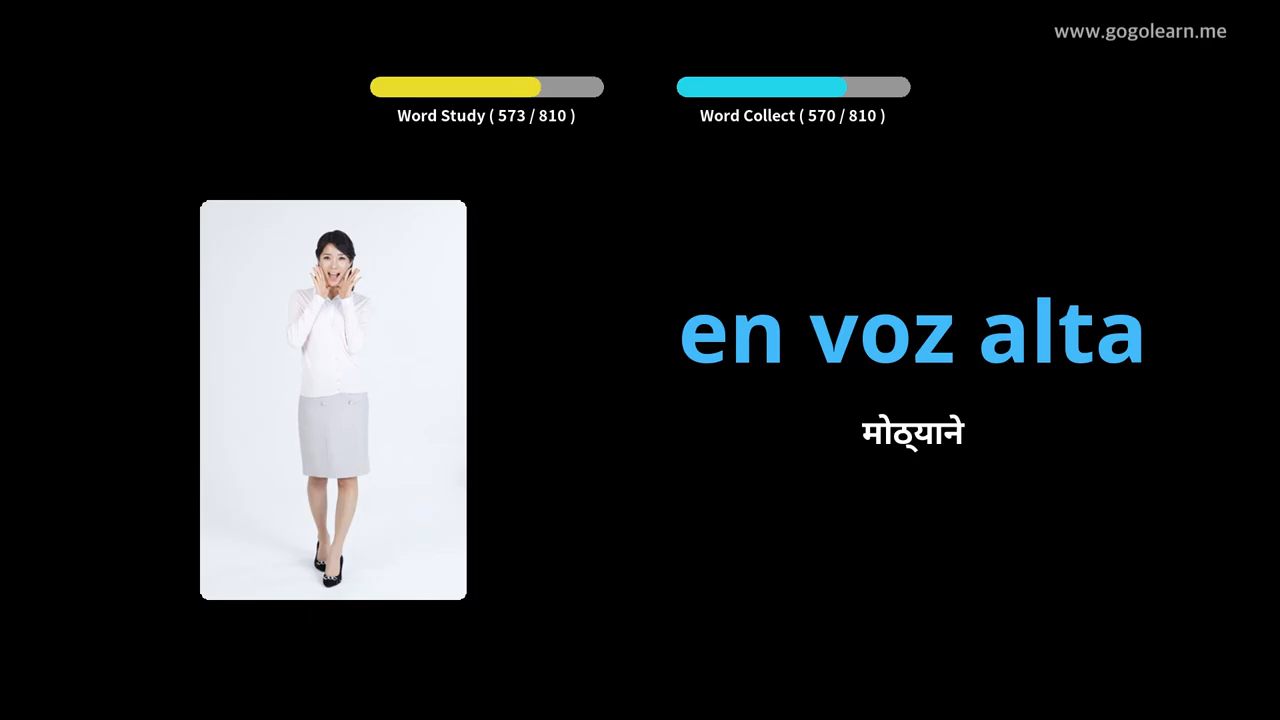 www.gogolearn.me
Word Study ( 573 / 810 )
Word Collect ( 570 / 810 )
en voz alta
मोठ्याने